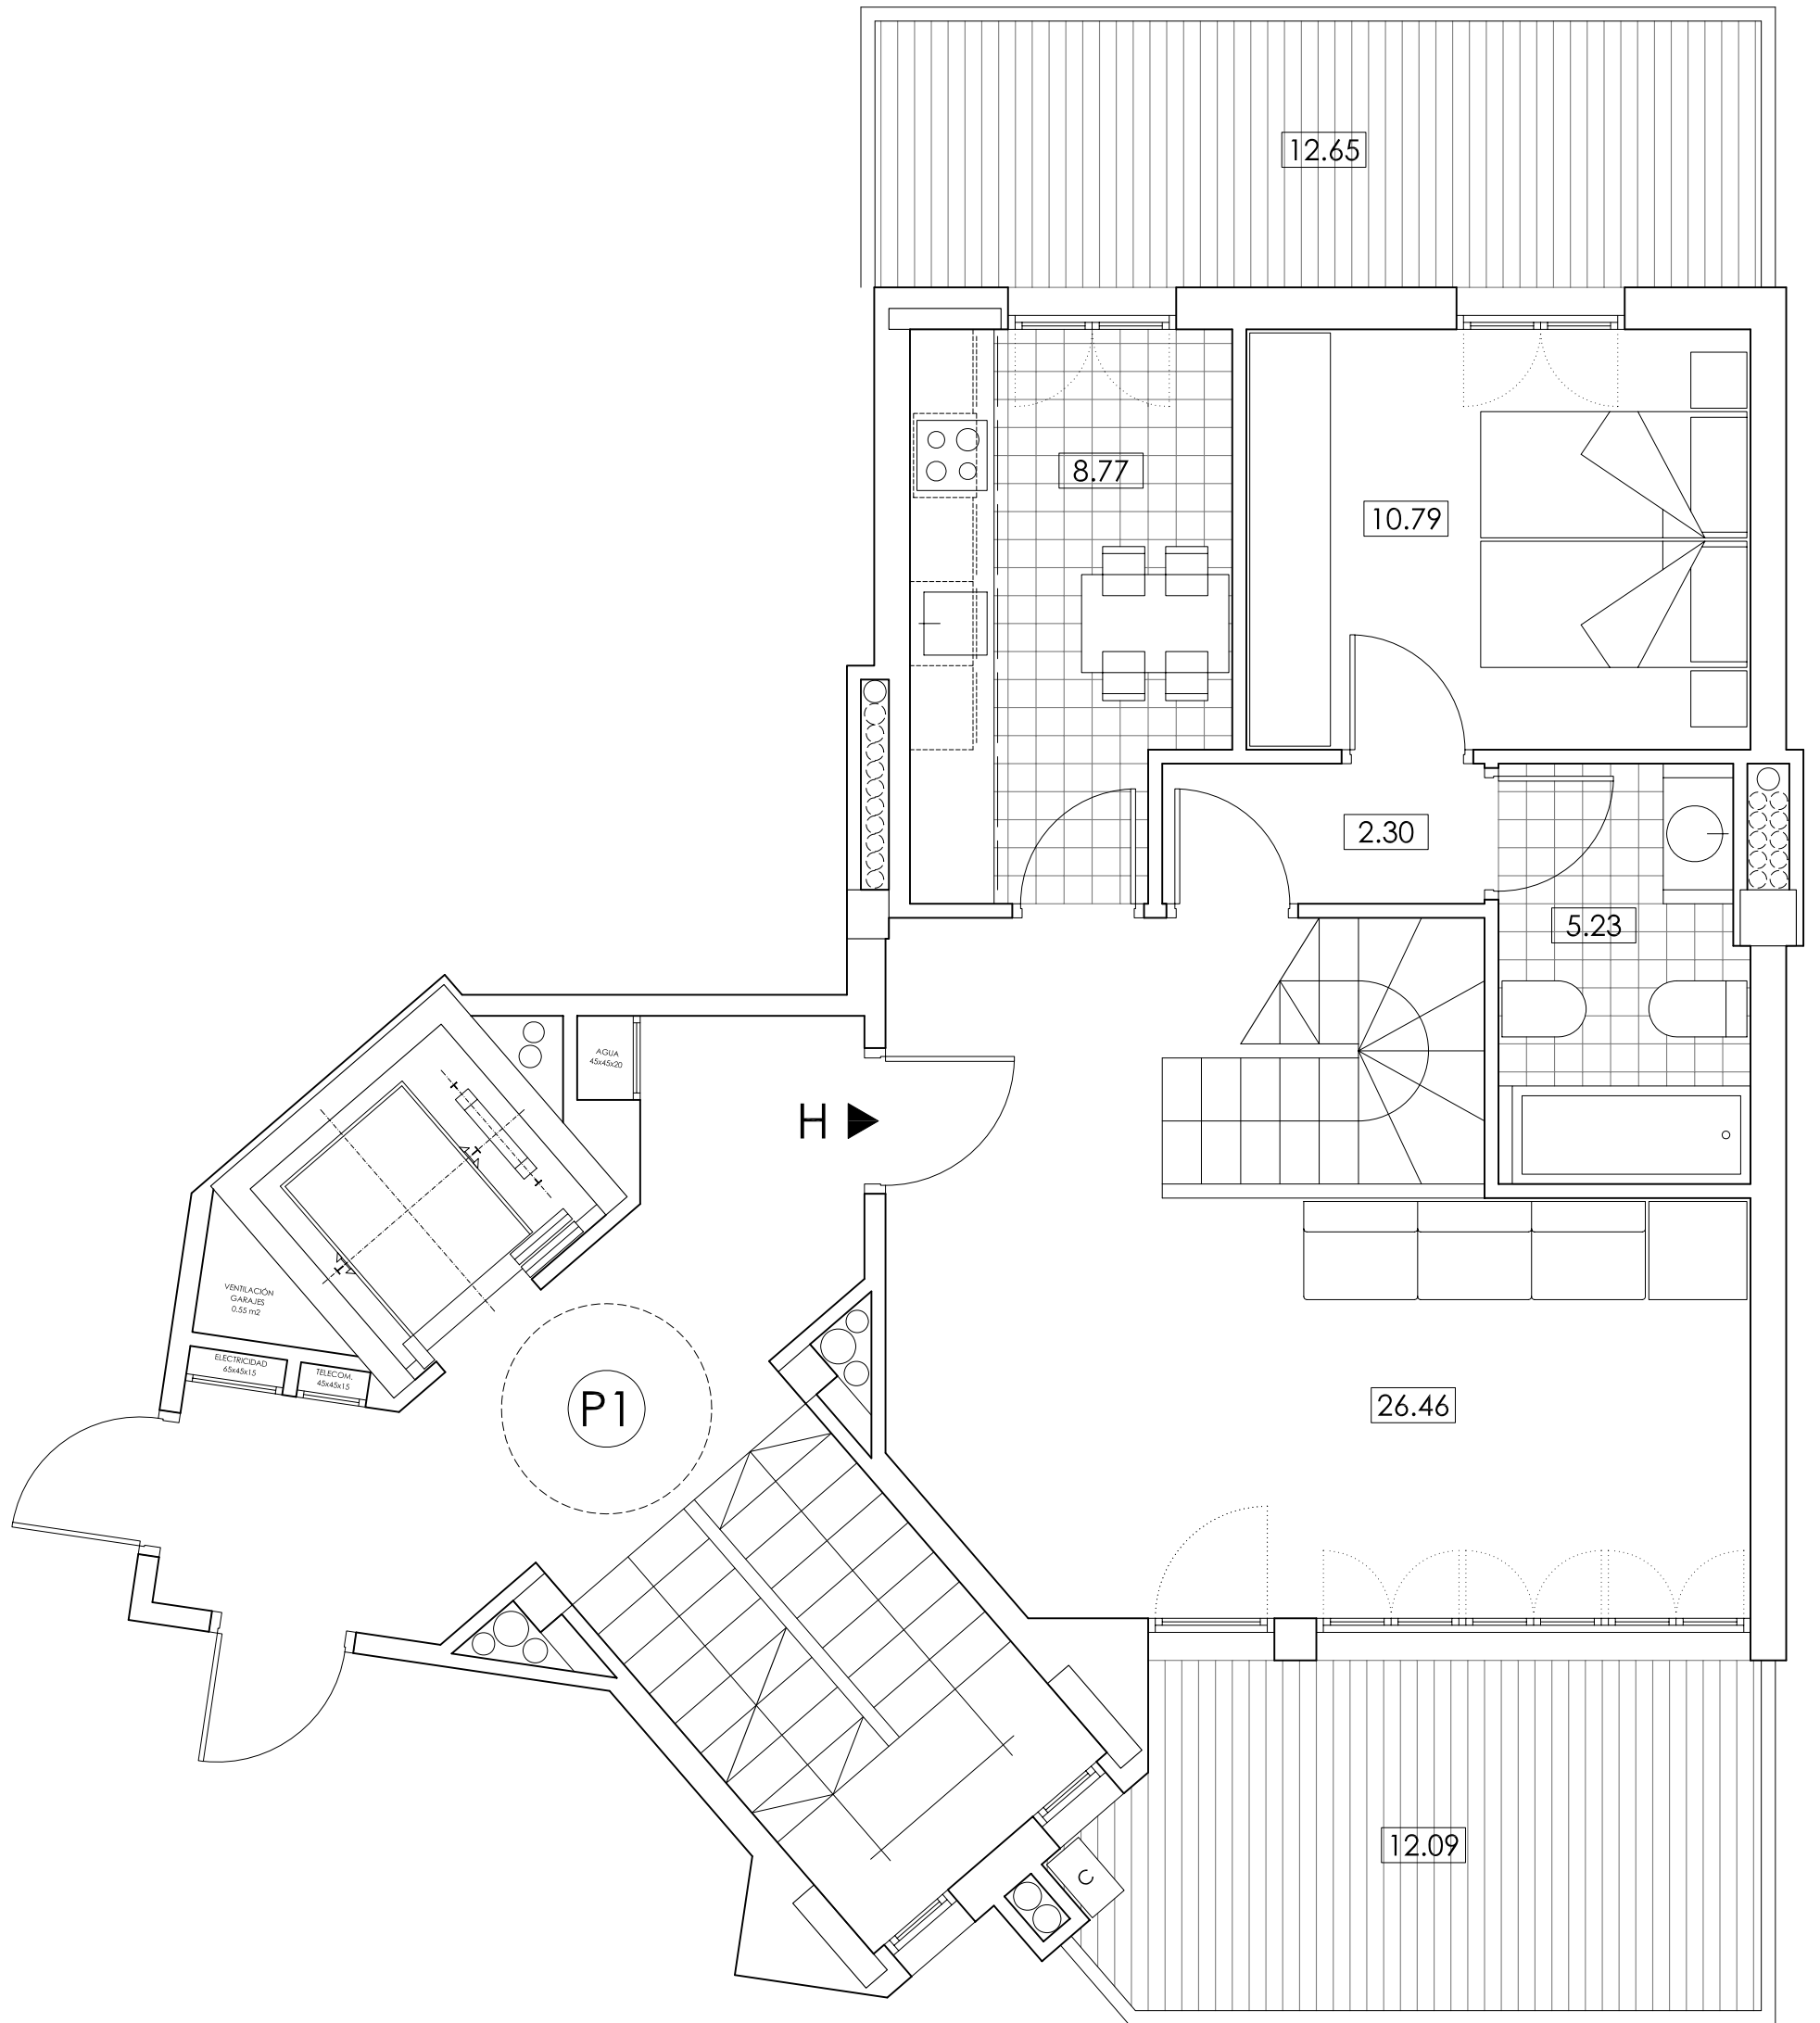 12.65
8.77
10.79
2.30
5.23
AGUA
45x45x20
H
VENTILACIÓN
GARAJES
0.55 m2
ELECTRICIDAD
65x45x15
TELECOM.
45x45x15
P1
26.46
12.09
C